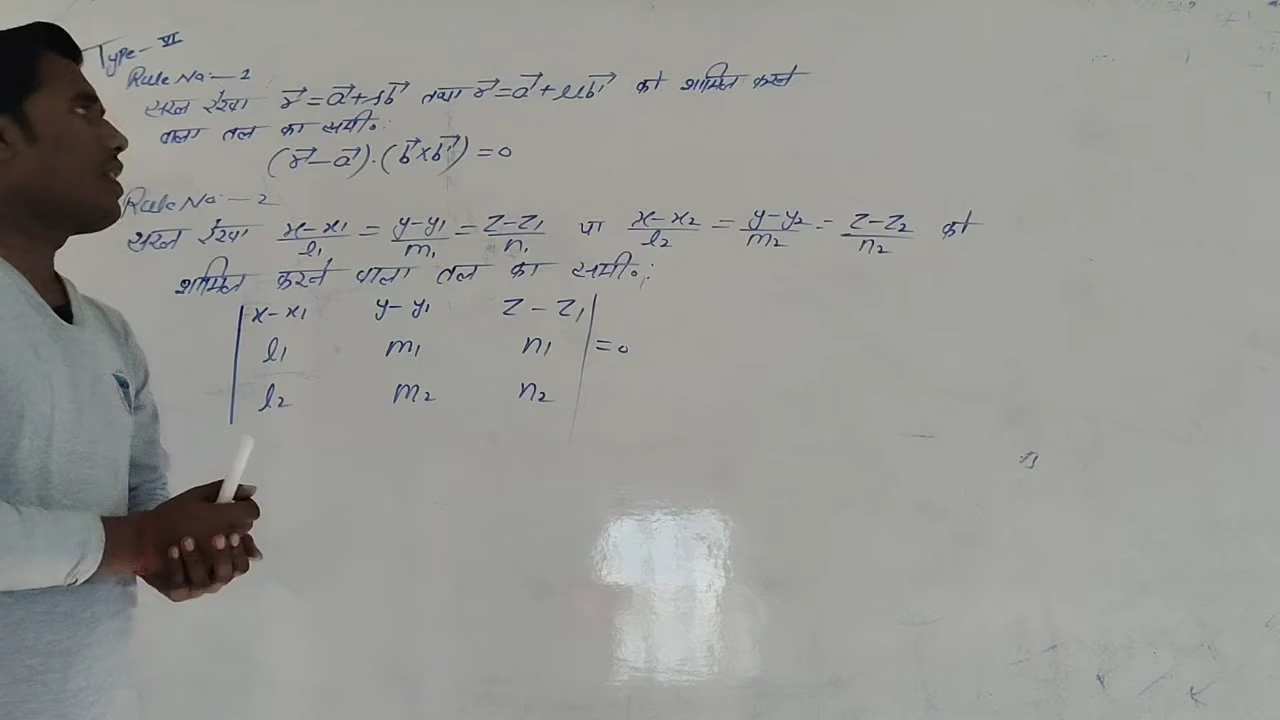 Type - VI
Rule No:- 1
सरल रेखा r⃗ = a⃗ + λb⃗ तथा r⃗ = a⃗ + μb⃗' को शामिल करने
वाला तल का समी०:
(r⃗ - a⃗).(b⃗ × b⃗') = 0
Rule No:- 2
सरल रेखा x-x₁/l₁ = y-y₁/m₁ = z-z₁/n₁ या x-x₂/l₂ = y-y₂/m₂ = z-z₂/n₂ को
शामिल करने वाला तल का समी०:
| x-x₁ y-y₁ z-z₁ |
| l₁ m₁ n₁ | = 0
| l₂ m₂ n₂ |